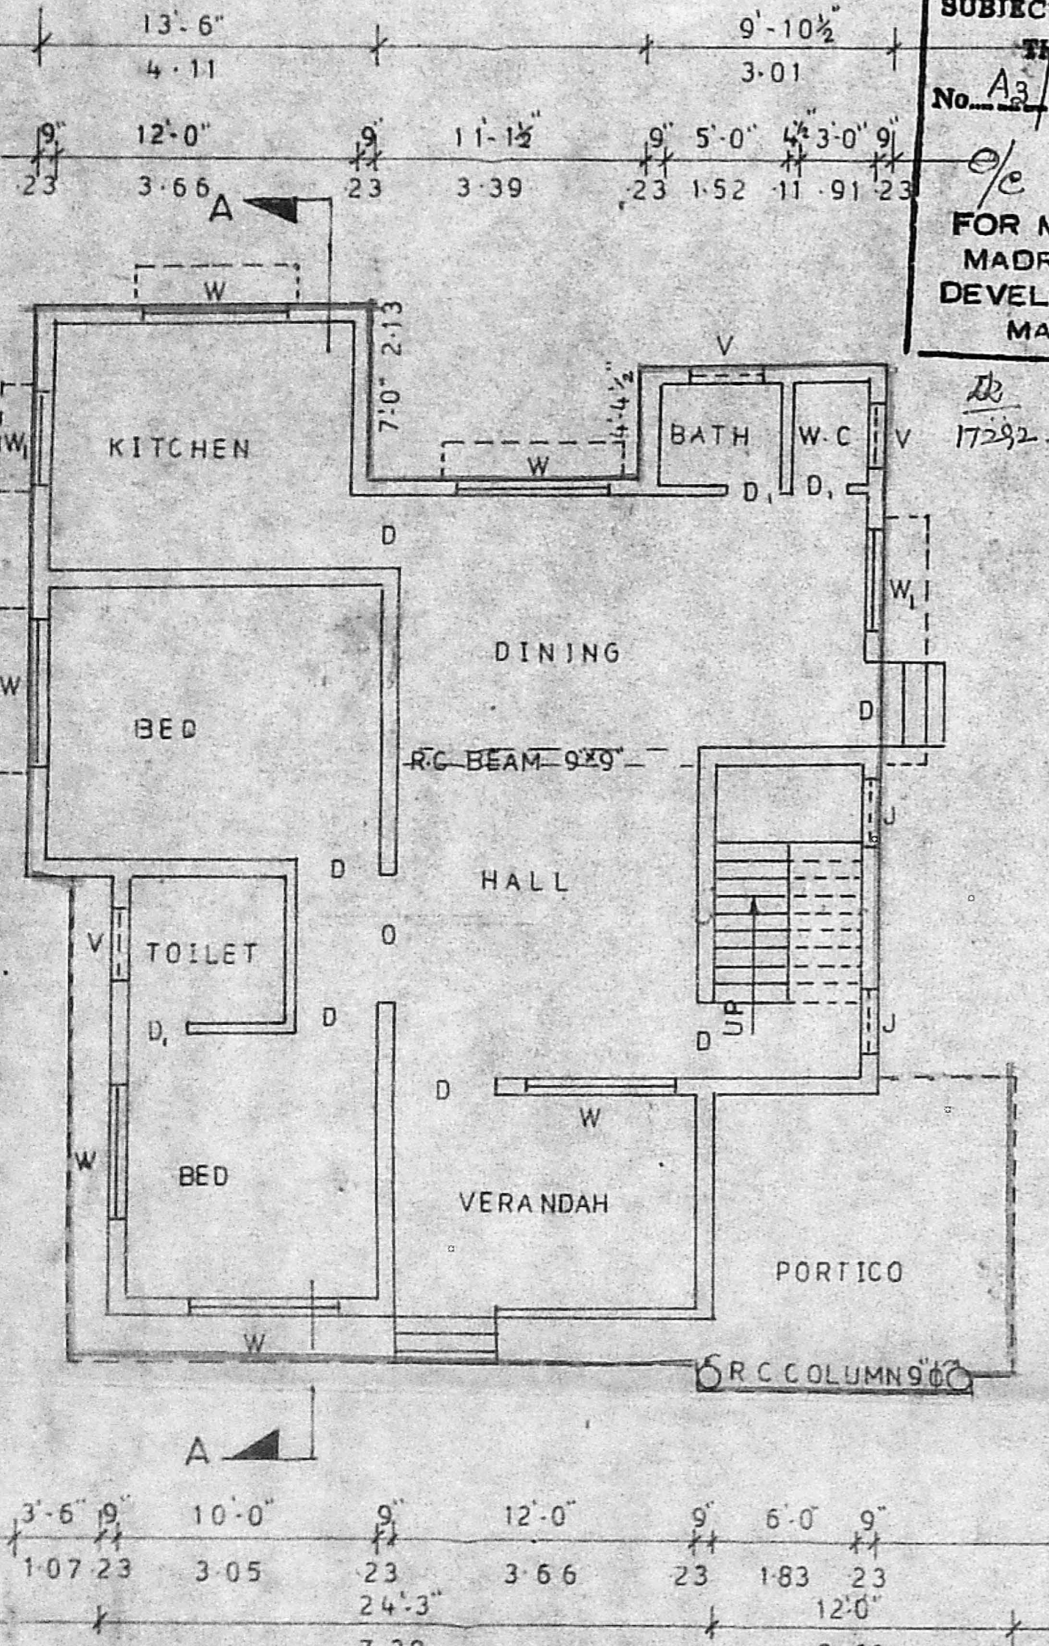 13'-6"
9'-10½"
4·11
3·01
SUBJEC
TH
No.... A3/
9" 12'-0" 9" 11'-1½" 9" 5'-0" 4½" 3'-0" 9"
·23 3·66 ·23 3·39 ·23 1·52 ·11 ·91 ·23
FOR M
MADR
DEVEL
MA
A
W
7'0" 2·13
4'-4½"
V
17292
W1
KITCHEN
W
BATH
W·C
V
D1
D1
D
W1
DINING
W
BED
D
R.C BEAM 9"x9"
J
D
HALL
O
V
TOILET
D1
D
UP
D
J
D
W
W
BED
VERANDAH
PORTICO
W
R C COLUMN 9"Φ
A
3'-6" 9" 10'-0" 9" 12'-0" 9" 6'-0" 9"
1·07 ·23 3·05 ·23 3·66 ·23 1·83 ·23
24'-3"
12'0"